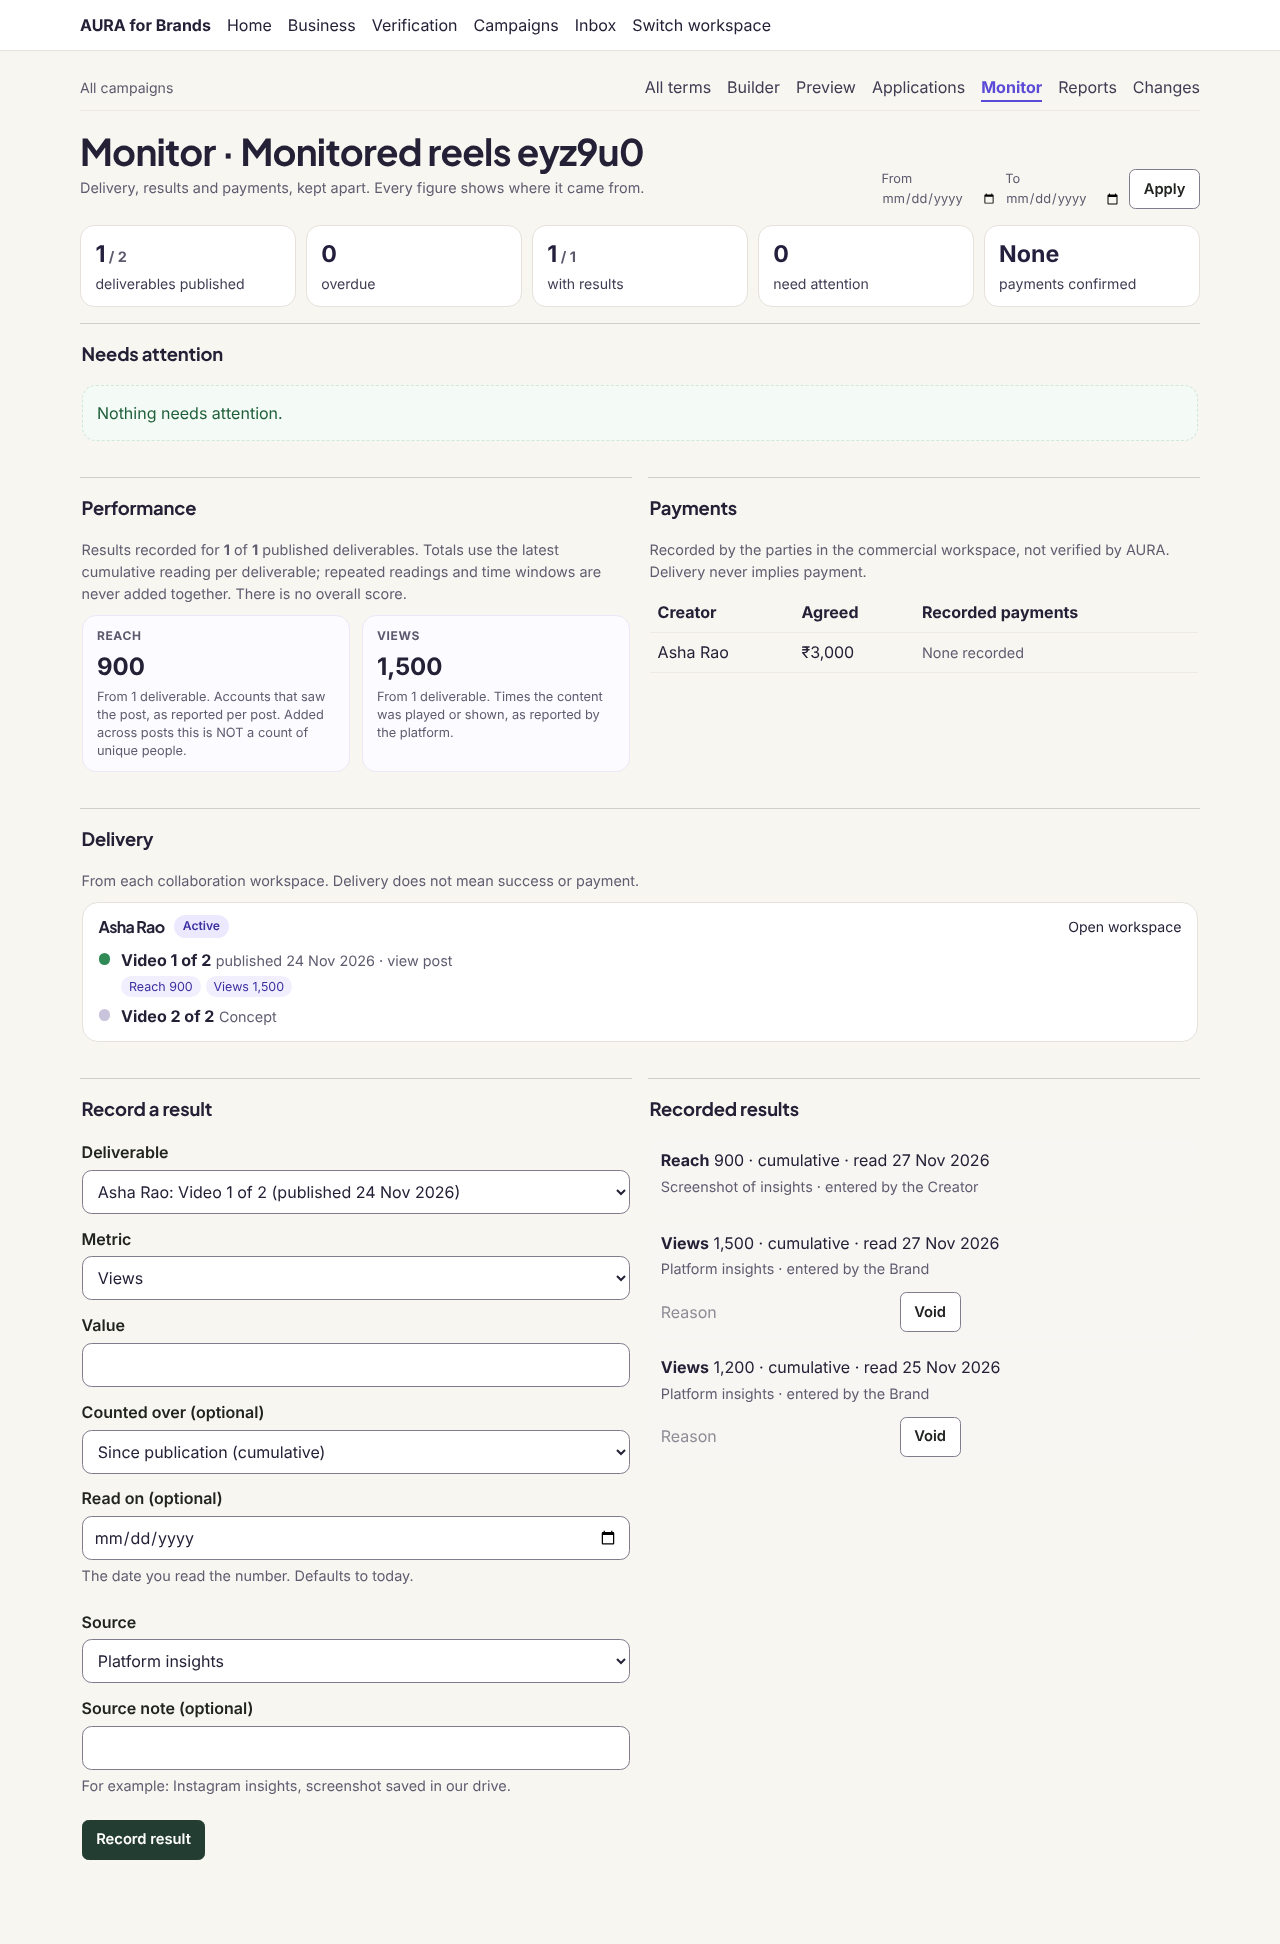 AURA for Brands Home Business Verification Campaigns Inbox Switch workspace
All campaigns
All terms Builder Preview Applications Monitor Reports Changes
Monitor · Monitored reels eyz9u0
Delivery, results and payments, kept apart. Every figure shows where it came from.
From
mm/dd/yyyy
To
mm/dd/yyyy
Apply
1 / 2
deliverables published
0
overdue
1 / 1
with results
0
need attention
None
payments confirmed
Needs attention
Nothing needs attention.
Performance
Results recorded for 1 of 1 published deliverables. Totals use the latest
cumulative reading per deliverable; repeated readings and time windows are
never added together. There is no overall score.
REACH
900
From 1 deliverable. Accounts that saw
the post, as reported per post. Added
across posts this is NOT a count of
unique people.
VIEWS
1,500
From 1 deliverable. Times the content
was played or shown, as reported by
the platform.
Payments
Recorded by the parties in the commercial workspace, not verified by AURA.
Delivery never implies payment.
Creator Agreed Recorded payments
Asha Rao ₹3,000 None recorded
Delivery
From each collaboration workspace. Delivery does not mean success or payment.
Asha Rao Active Open workspace
Video 1 of 2 published 24 Nov 2026 · view post
Reach 900 Views 1,500
Video 2 of 2 Concept
Record a result
Deliverable
Asha Rao: Video 1 of 2 (published 24 Nov 2026)
Metric
Views
Value
Counted over (optional)
Since publication (cumulative)
Read on (optional)
mm/dd/yyyy
The date you read the number. Defaults to today.
Source
Platform insights
Source note (optional)
For example: Instagram insights, screenshot saved in our drive.
Record result
Recorded results
Reach 900 · cumulative · read 27 Nov 2026
Screenshot of insights · entered by the Creator
Views 1,500 · cumulative · read 27 Nov 2026
Platform insights · entered by the Brand
Reason Void
Views 1,200 · cumulative · read 25 Nov 2026
Platform insights · entered by the Brand
Reason Void